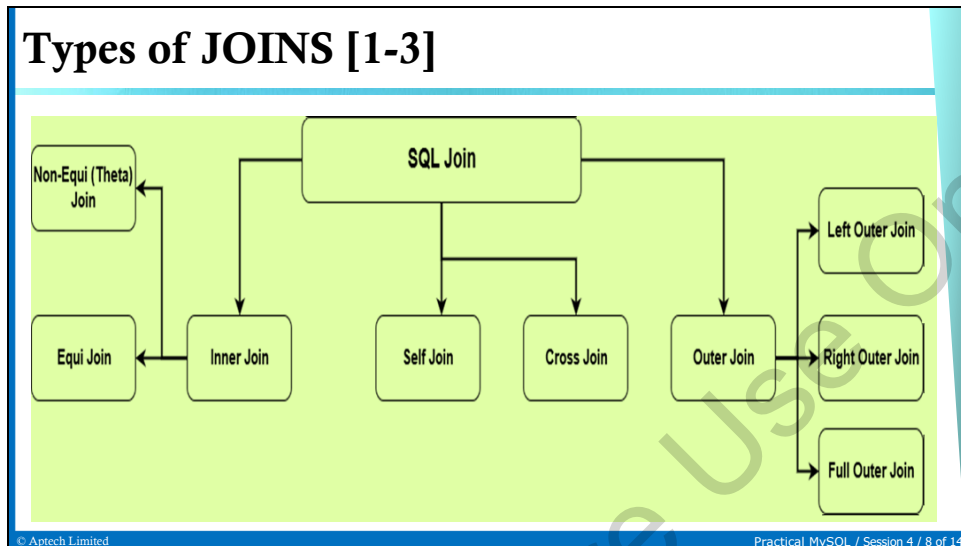 Types of JOINS [1-3]
SQL Join
Non-Equi (Theta)
Join
Left Outer Join
Equi Join
Inner Join
Self Join
Cross Join
Outer Join
Right Outer Join
Full Outer Join
Use
© Aptech Limited
Practical MySQL / Session 4 / 8 of 14